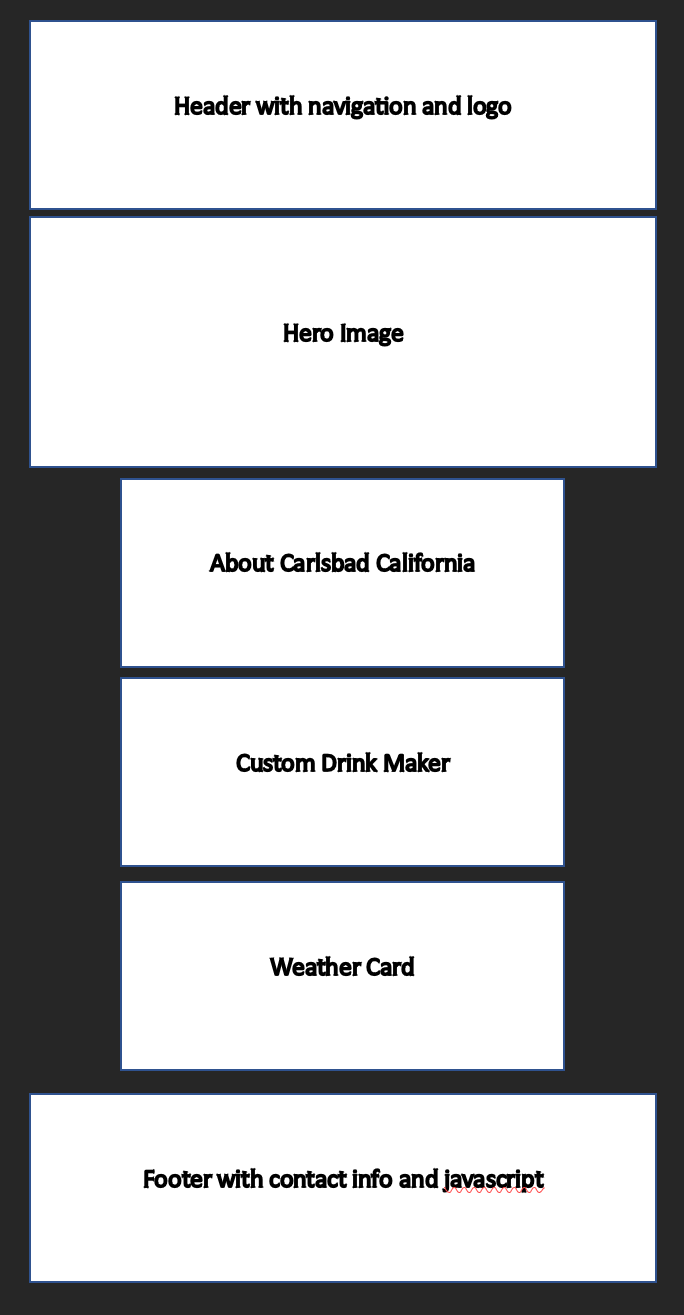 Header with navigation and logo
Hero Image
About Carlsbad California
Custom Drink Maker
Weather Card
Footer with contact info and javascript